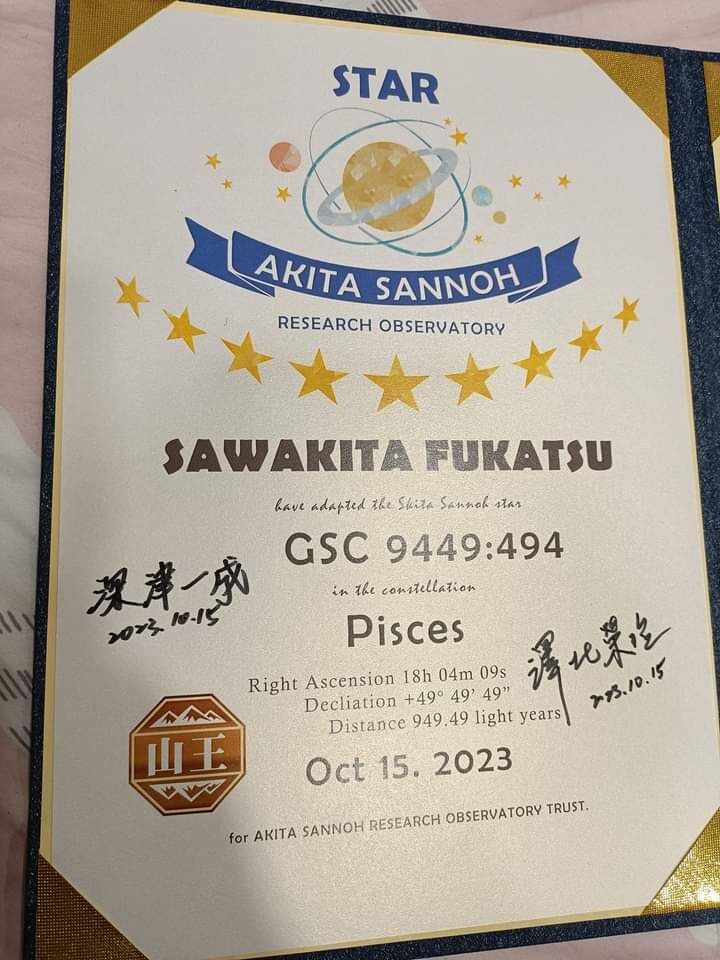 STAR
AKITA SANNOH
RESEARCH OBSERVATORY
SAWAKITA FUKATSU
have adapted the Skita Sannoh star
GSC 9449:494
in the constellation
Pisces
深津一成
2023.10.15
Right Ascension 18h 04m 09s
Decliation +49° 49' 49”
Distance 949.49 light years
澤北榮治
2023.10.15
山王
Oct 15. 2023
for AKITA SANNOH RESEARCH OBSERVATORY TRUST.